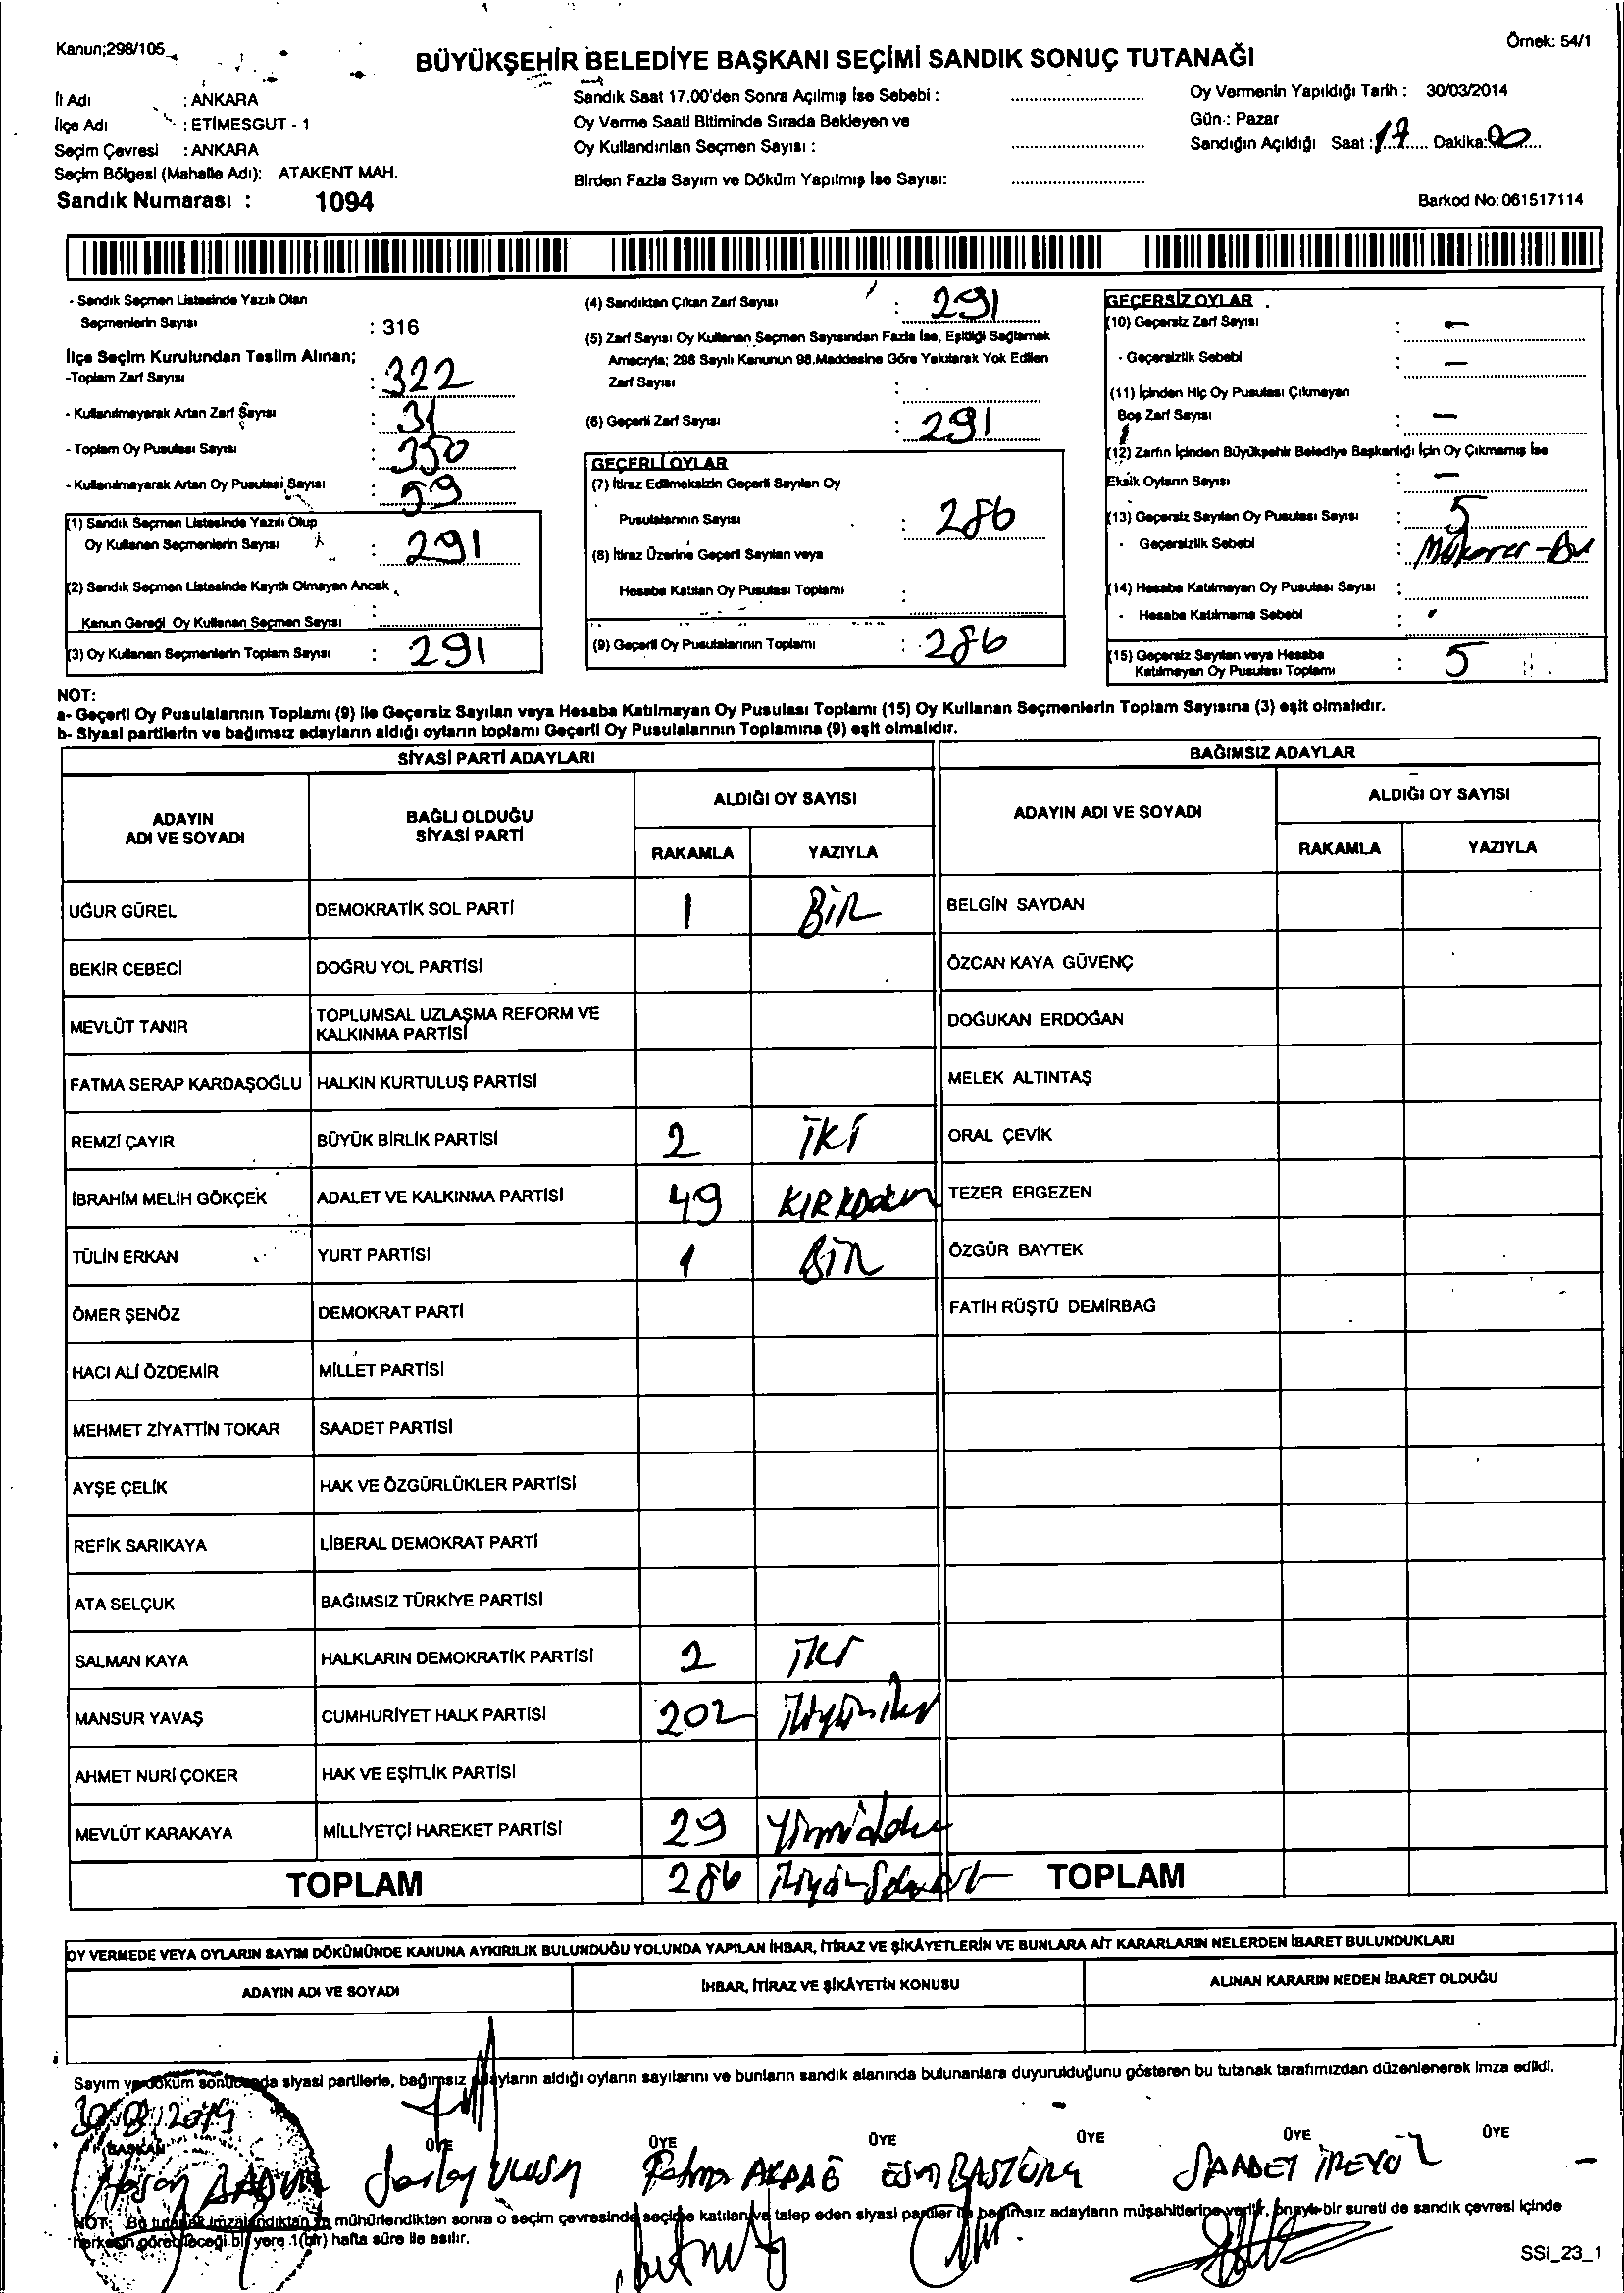 Kanun;298/105
Örnek: 54/1
BÜYÜKŞEHİR BELEDİYE BAŞKANI SEÇİMİ SANDIK SONUÇ TUTANAĞI
İl Adı : ANKARA
İlçe Adı : ETİMESGUT - 1
Seçim Çevresi : ANKARA
Seçim Bölgesi (Mahalle Adı): ATAKENT MAH.
Sandık Numarası : 1094
Sandık Saat 17.00'den Sonra Açılmış İse Sebebi :
Oy Verme Saati Bitiminde Sırada Bekleyen ve
Oy Kullandırılan Seçmen Sayısı :
Birden Fazla Sayım ve Döküm Yapılmış İse Sayısı:
Oy Vermenin Yapıldığı Tarih : 30/03/2014
Gün : Pazar
Sandığın Açıldığı Saat : 17 Dakika: 00
Barkod No: 061517114
- Sandık Seçmen Listesinde Yazılı Olan
Seçmenlerin Sayısı : 316
İlçe Seçim Kurulundan Teslim Alınan;
-Toplam Zarf Sayısı : 322
- Kullanılmayarak Artan Zarf Sayısı : 31
- Toplam Oy Pusulası Sayısı : 350
- Kullanılmayarak Artan Oy Pusulası Sayısı : 59
(1) Sandık Seçmen Listesinde Yazılı Olup
Oy Kullanan Seçmenlerin Sayısı : 291
(2) Sandık Seçmen Listesinde Kayıtlı Olmayan Ancak
Kanun Gereği Oy Kullanan Seçmen Sayısı :
(3) Oy Kullanan Seçmenlerin Toplam Sayısı : 291
(4) Sandıktan Çıkan Zarf Sayısı : 291
(5) Zarf Sayısı Oy Kullanan Seçmen Sayısından Fazla İse, Eşitliği Sağlamak
Amacıyla; 298 Sayılı Kanunun 98.Maddesine Göre Yakılarak Yok Edilen
Zarf Sayısı :
(6) Geçerli Zarf Sayısı : 291
GEÇERLİ OYLAR
(7) İtiraz Edilmeksizin Geçerli Sayılan Oy
Pusulalarının Sayısı : 286
(8) İtiraz Üzerine Geçerli Sayılan veya
Hesaba Katılan Oy Pusulası Toplamı :
(9) Geçerli Oy Pusulalarının Toplamı : 286
GEÇERSİZ OYLAR
(10) Geçersiz Zarf Sayısı : -
- Geçersizlik Sebebi : -
(11) İçinden Hiç Oy Pusulası Çıkmayan
Boş Zarf Sayısı : -
(12) Zarfın İçinden Büyükşehir Belediye Başkanlığı İçin Oy Çıkmamış İse
Eksik Oyların Sayısı : -
(13) Geçersiz Sayılan Oy Pusulası Sayısı : 5
- Geçersizlik Sebebi :
(14) Hesaba Katılmayan Oy Pusulası Sayısı :
- Hesaba Katılmama Sebebi :
(15) Geçersiz Sayılan veya Hesaba
Katılmayan Oy Pusulası Toplamı : 5
NOT:
a- Geçerli Oy Pusulalarının Toplamı (9) ile Geçersiz Sayılan veya Hesaba Katılmayan Oy Pusulası Toplamı (15) Oy Kullanan Seçmenlerin Toplam Sayısına (3) eşit olmalıdır.
b- Siyasi partilerin ve bağımsız adayların aldığı oyların toplamı Geçerli Oy Pusulalarının Toplamına (9) eşit olmalıdır.
SİYASİ PARTİ ADAYLARI
ADAYIN ADI VE SOYADI BAĞLI OLDUĞU SİYASİ PARTİ ALDIĞI OY SAYISI
RAKAMLA YAZIYLA
UĞUR GÜREL DEMOKRATİK SOL PARTİ 1 BİR
BEKİR CEBECİ DOĞRU YOL PARTİSİ
MEVLÜT TANIR TOPLUMSAL UZLAŞMA REFORM VE KALKINMA PARTİSİ
FATMA SERAP KARDAŞOĞLU HALKIN KURTULUŞ PARTİSİ
REMZİ ÇAYIR BÜYÜK BİRLİK PARTİSİ 2 İKİ
İBRAHİM MELİH GÖKÇEK ADALET VE KALKINMA PARTİSİ 49 KIRKDOKUZ
TÜLİN ERKAN YURT PARTİSİ 1 BİR
ÖMER ŞENÖZ DEMOKRAT PARTİ
HACI ALİ ÖZDEMİR MİLLET PARTİSİ
MEHMET ZİYATTİN TOKAR SAADET PARTİSİ
AYŞE ÇELİK HAK VE ÖZGÜRLÜKLER PARTİSİ
REFİK SARIKAYA LİBERAL DEMOKRAT PARTİ
ATA SELÇUK BAĞIMSIZ TÜRKİYE PARTİSİ
SALMAN KAYA HALKLARIN DEMOKRATİK PARTİSİ 2 İKİ
MANSUR YAVAŞ CUMHURİYET HALK PARTİSİ 202 İkiyüziki
AHMET NURİ ÇOKER HAK VE EŞİTLİK PARTİSİ
MEVLÜT KARAKAYA MİLLİYETÇİ HAREKET PARTİSİ 29 Yirmidokuz
TOPLAM 286
BAĞIMSIZ ADAYLAR
ADAYIN ADI VE SOYADI ALDIĞI OY SAYISI
RAKAMLA YAZIYLA
BELGİN SAYDAN
ÖZCAN KAYA GÜVENÇ
DOĞUKAN ERDOĞAN
MELEK ALTINTAŞ
ORAL ÇEVİK
TEZER ERGEZEN
ÖZGÜR BAYTEK
FATİH RÜŞTÜ DEMİRBAĞ
TOPLAM
OY VERMEDE VEYA OYLARIN SAYIM DÖKÜMÜNDE KANUNA AYKIRILIK BULUNDUĞU YOLUNDA YAPILAN İHBAR, İTİRAZ VE ŞİKÂYETLERİN VE BUNLARA AİT KARARLARIN NELERDEN İBARET BULUNDUKLARI
ADAYIN ADI VE SOYADI İHBAR, İTİRAZ VE ŞİKÂYETİN KONUSU ALINAN KARARIN NEDEN İBARET OLDUĞU
Sayım ve döküm sonucunda siyasi partilerle, bağımsız adayların aldığı oyların sayılarını ve bunların sandık alanında bulunanlara duyurulduğunu gösteren bu tutanak tarafımızdan düzenlenerek imza edildi.
BAŞKAN ÜYE ÜYE ÜYE ÜYE ÜYE ÜYE
Hasan ULUSN Fatma AKDAĞ ESMA BAŞTÜRK SAADET
NOT: Bu tutanak imzalandıktan ve mühürlendikten sonra o seçim çevresinde seçime katılan ve talep eden siyasi partiler ile bağımsız adayların müşahitlerine verilir, onaylı bir sureti de sandık çevresi içinde
herkesin görebileceği bir yere 1(bir) hafta süre ile asılır.
SSİ_23_1